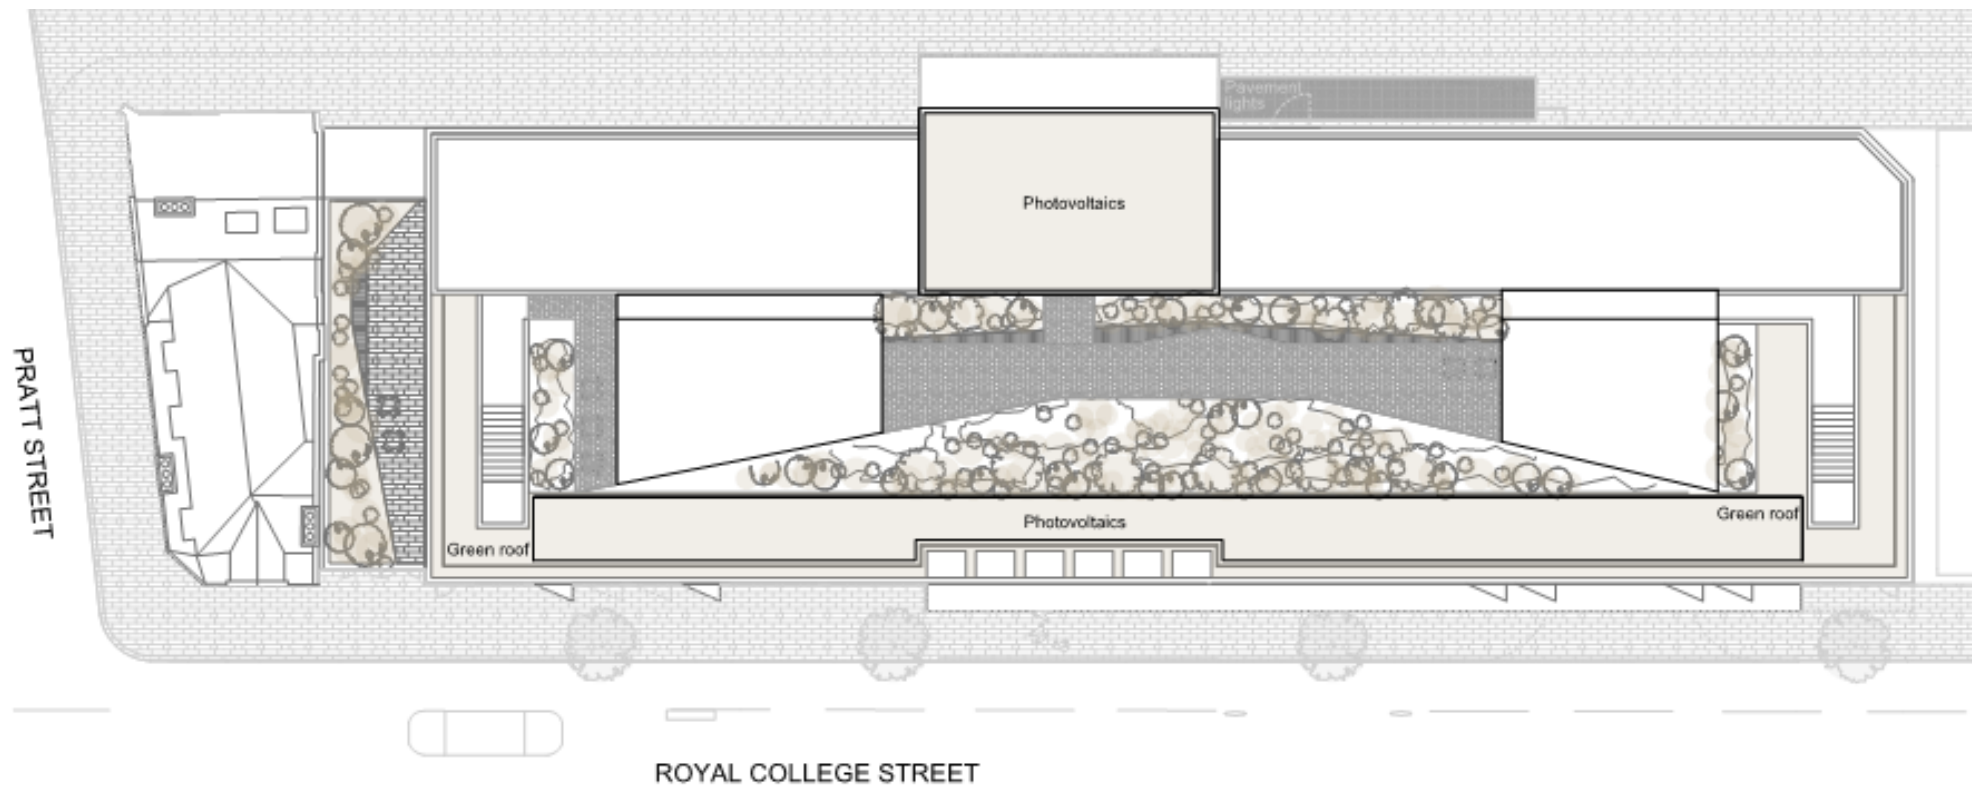 Pavement
lights
Photovoltaics
PRATT STREET
Photovoltaics
Green roof
Green roof
ROYAL COLLEGE STREET